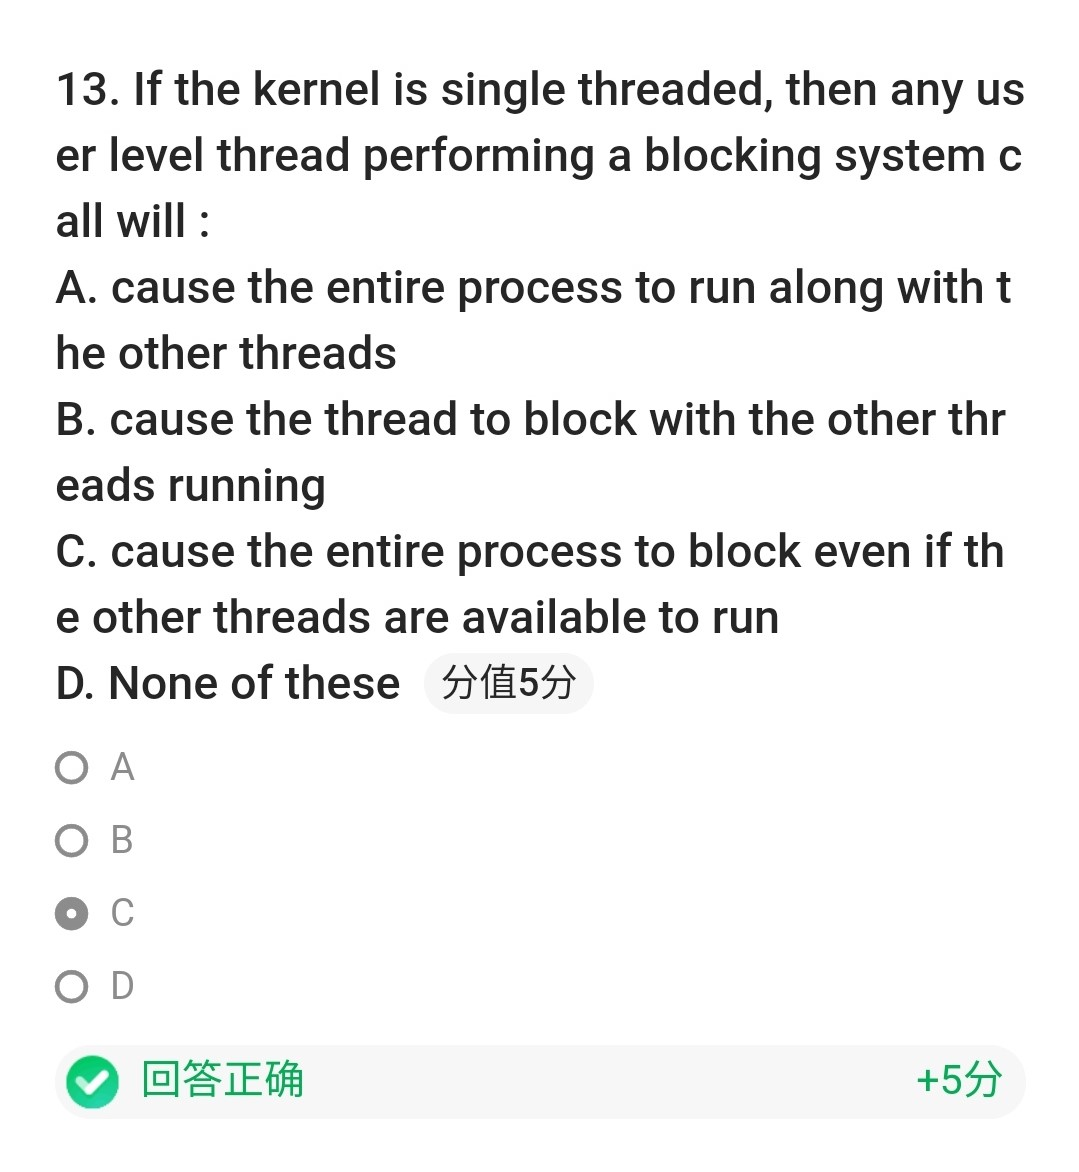 13. If the kernel is single threaded, then any us
er level thread performing a blocking system c
all will :
A. cause the entire process to run along with t
he other threads
B. cause the thread to block with the other thr
eads running
C. cause the entire process to block even if th
e other threads are available to run
D. None of these 分值5分
A
B
C
D
回答正确 +5分